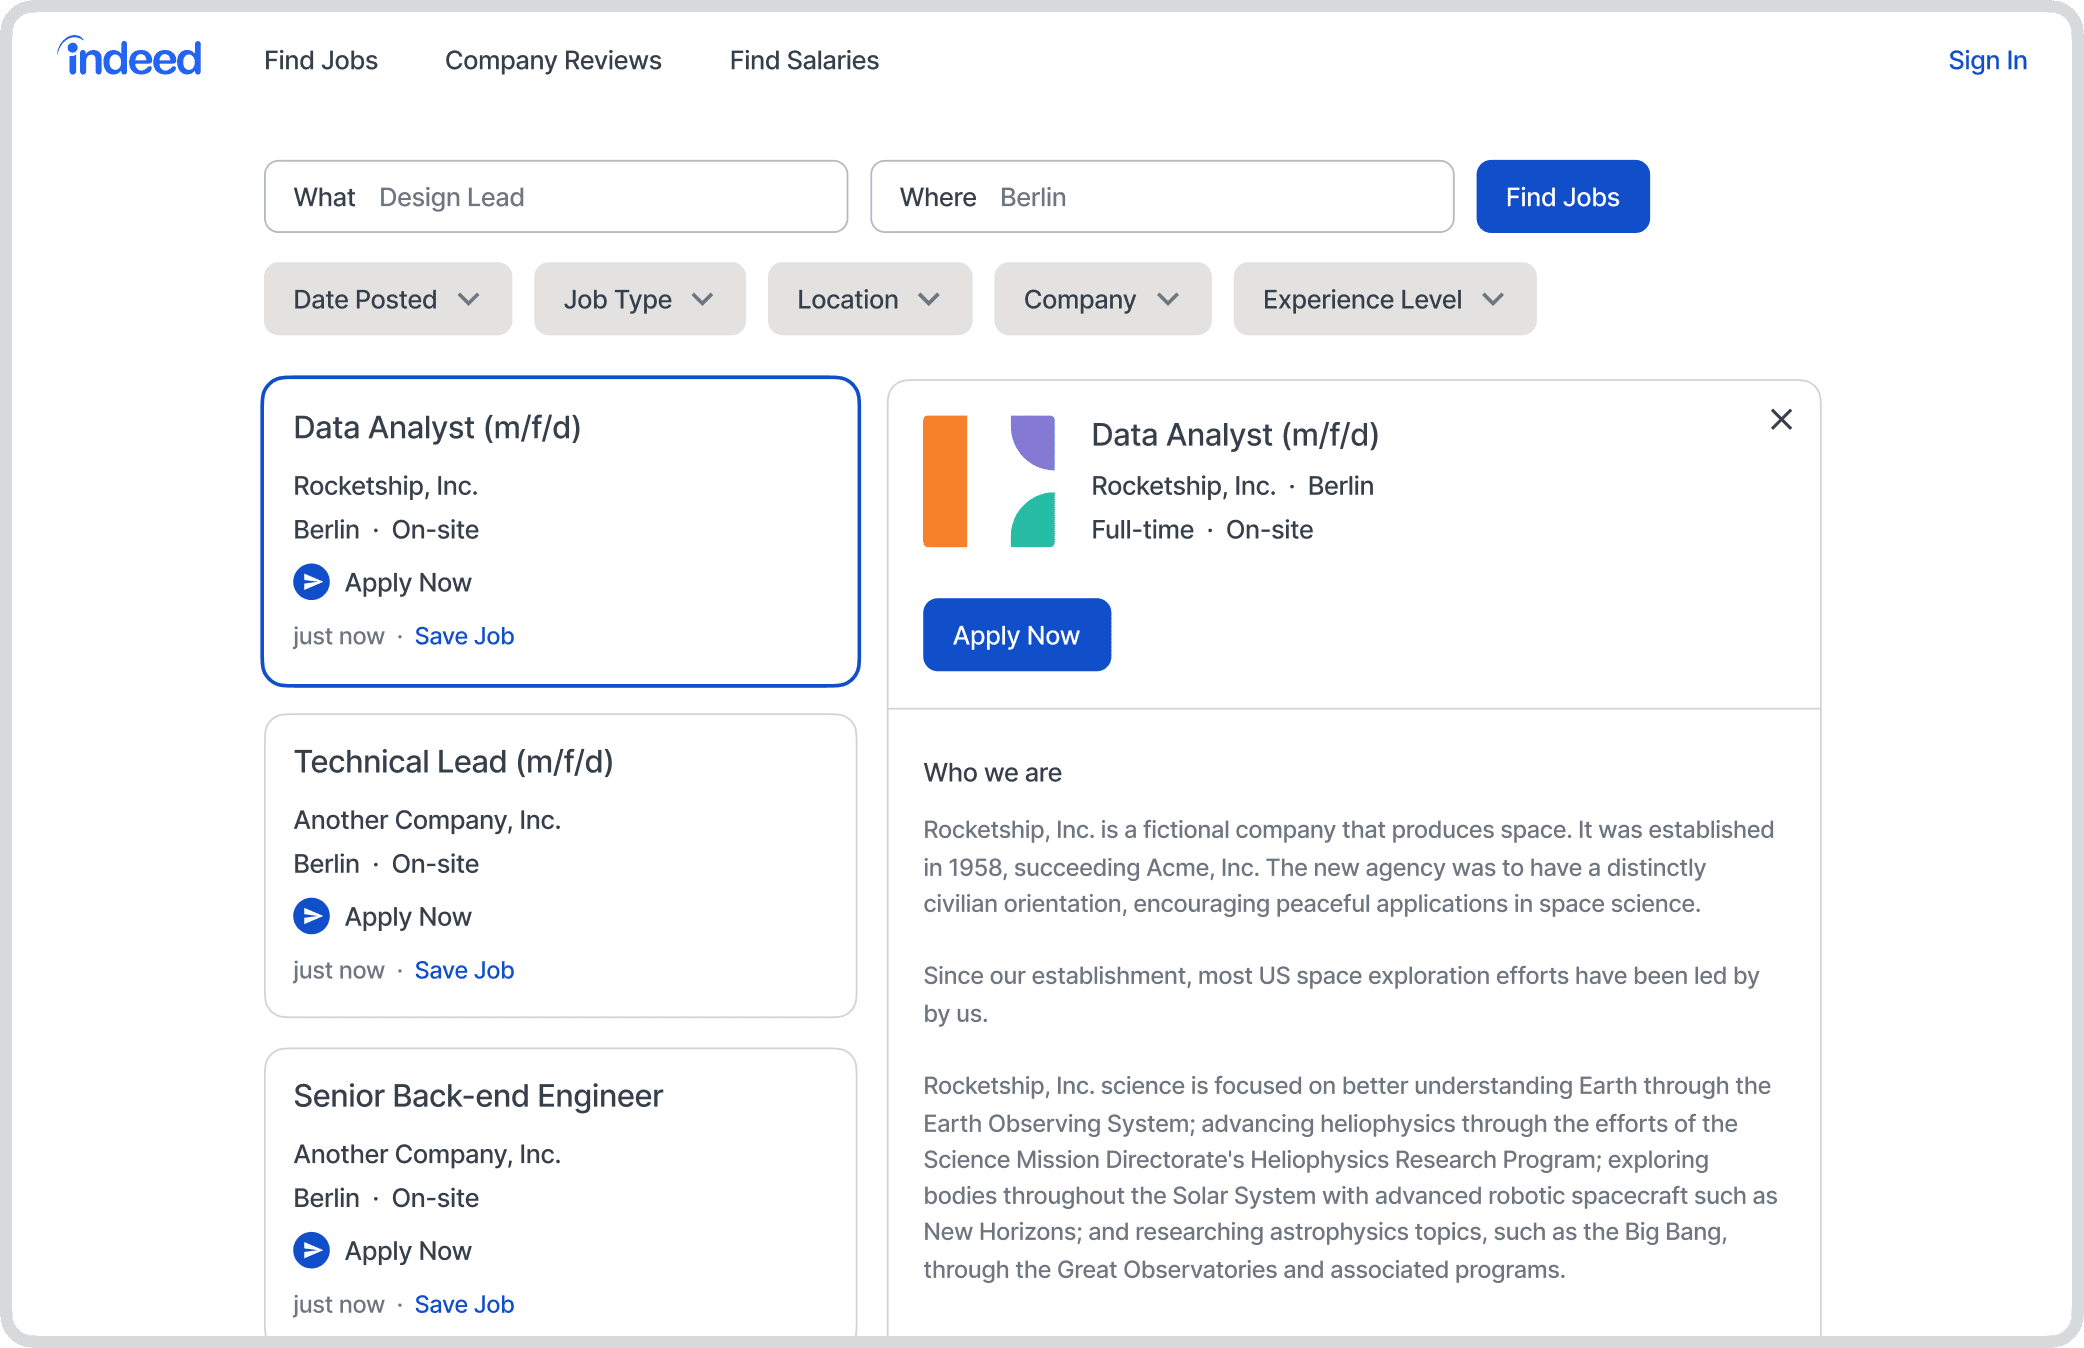 indeed
Find Jobs
Company Reviews
Find Salaries
Sign In
What Design Lead
Where Berlin
Find Jobs
Date Posted
Job Type
Location
Company
Experience Level
Data Analyst (m/f/d)
Rocketship, Inc.
Berlin · On-site
Apply Now
just now · Save Job
Technical Lead (m/f/d)
Another Company, Inc.
Berlin · On-site
Apply Now
just now · Save Job
Senior Back-end Engineer
Another Company, Inc.
Berlin · On-site
Apply Now
just now · Save Job
Data Analyst (m/f/d)
Rocketship, Inc. · Berlin
Full-time · On-site
Apply Now
Who we are
Rocketship, Inc. is a fictional company that produces space. It was established
in 1958, succeeding Acme, Inc. The new agency was to have a distinctly
civilian orientation, encouraging peaceful applications in space science.
Since our establishment, most US space exploration efforts have been led by
by us.
Rocketship, Inc. science is focused on better understanding Earth through the
Earth Observing System; advancing heliophysics through the efforts of the
Science Mission Directorate's Heliophysics Research Program; exploring
bodies throughout the Solar System with advanced robotic spacecraft such as
New Horizons; and researching astrophysics topics, such as the Big Bang,
through the Great Observatories and associated programs.